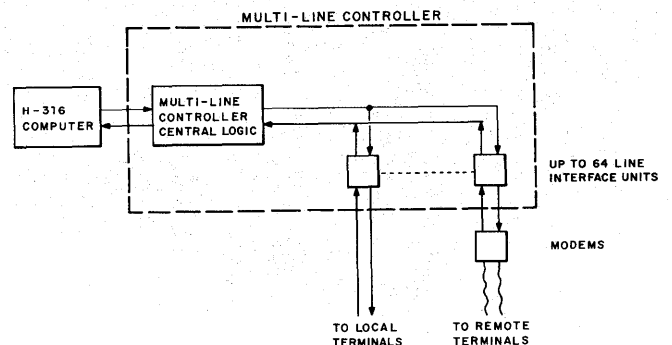 MULTI-LINE CONTROLLER
H-316
COMPUTER
MULTI-LINE
CONTROLLER
CENTRAL LOGIC
UP TO 64 LINE
INTERFACE UNITS
MODEMS
TO LOCAL
TERMINALS
TO REMOTE
TERMINALS